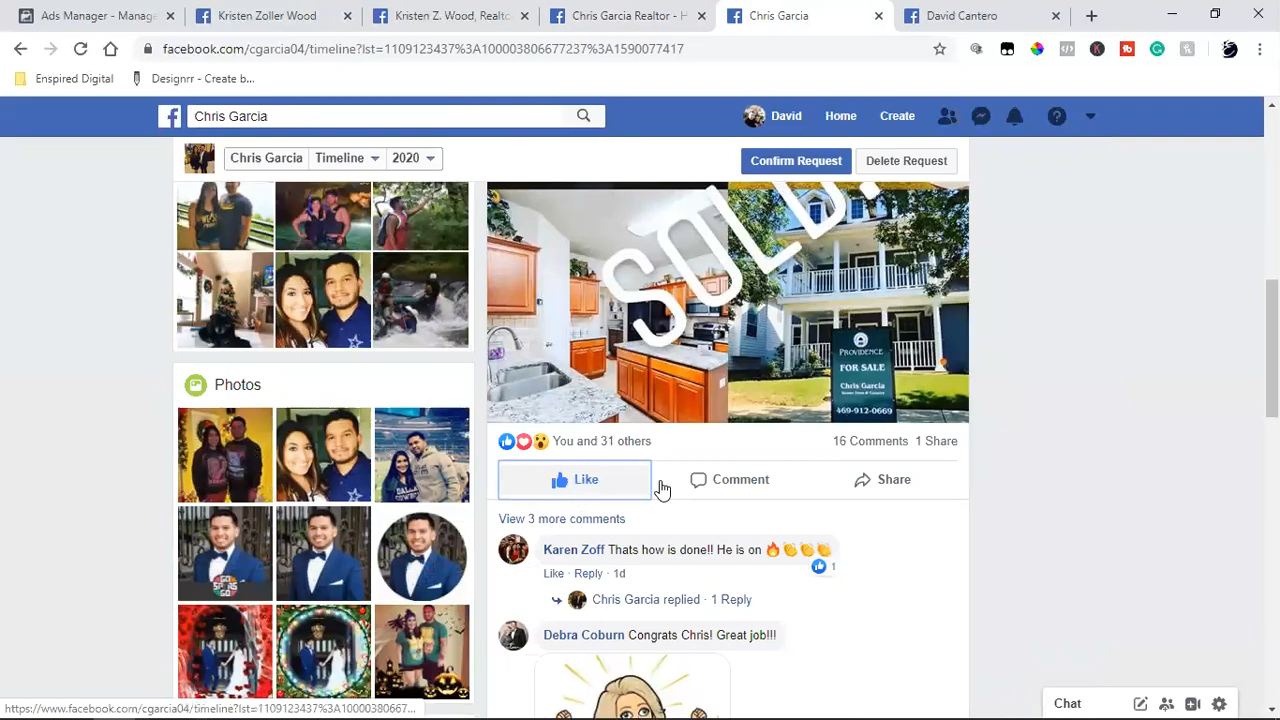 Ads Manager - Manage
Kristen Zoller Wood
Kristen Z. Wood, Realto
Chris Garcia Realtor - H
Chris Garcia
David Cantero
facebook.com/cgarcia04/timeline?lst=1109123437%3A100003806677237%3A1590077417
Enspired Digital
Designrr - Create b...
Chris Garcia
David
Home
Create
Chris Garcia
Timeline
2020
Confirm Request
Delete Request
SOLD!
PROVIDENCE
FOR SALE
Chris Garcia
469-912-0669
Photos
You and 31 others
16 Comments 1 Share
Like
Comment
Share
View 3 more comments
Karen Zoff Thats how is done!! He is on 🔥👏👏👏
1
Like · Reply · 1d
Chris Garcia replied · 1 Reply
Debra Coburn Congrats Chris! Great job!!!
GO SPURS GO
https://www.facebook.com/cgarcia04/timeline?lst=1109123437%3A10000380667...
Chat